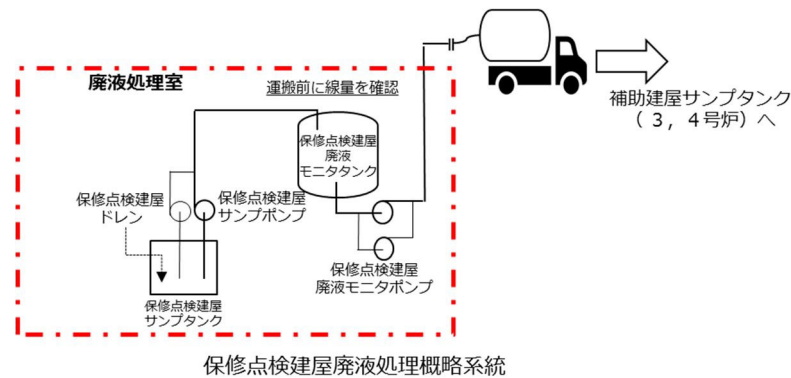 廃液処理室
運搬前に線量を確認
補助建屋サンプタンク
（ ３，４号炉）へ
保修点検建屋
廃液
モニタタンク
保修点検建屋
ドレン
保修点検建屋
サンプポンプ
保修点検建屋
廃液モニタポンプ
保修点検建屋
サンプタンク
保修点検建屋廃液処理概略系統